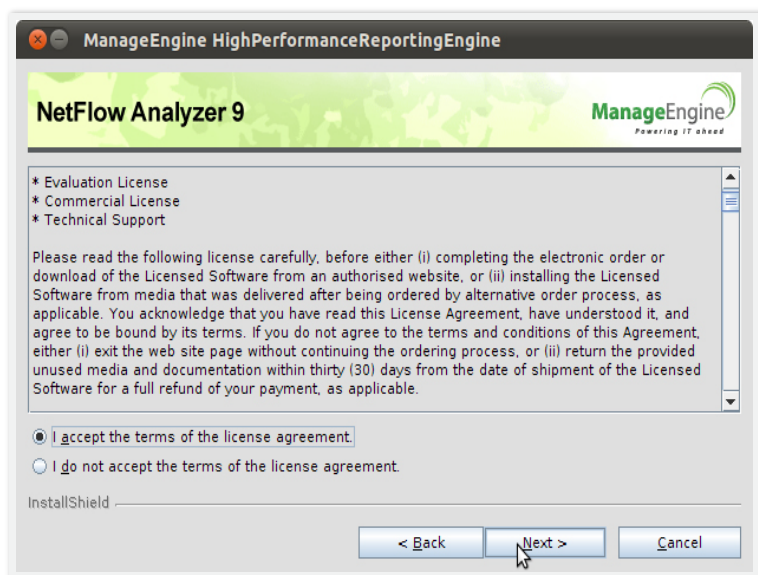 ManageEngine HighPerformanceReportingEngine
NetFlow Analyzer 9
ManageEngine
Powering IT ahead
* Evaluation License
* Commercial License
* Technical Support
Please read the following license carefully, before either (i) completing the electronic order or
download of the Licensed Software from an authorised website, or (ii) installing the Licensed
Software from media that was delivered after being ordered by alternative order process, as
applicable. You acknowledge that you have read this License Agreement, have understood it, and
agree to be bound by its terms. If you do not agree to the terms and conditions of this Agreement,
either (i) exit the web site page without continuing the ordering process, or (ii) return the provided
unused media and documentation within thirty (30) days from the date of shipment of the Licensed
Software for a full refund of your payment, as applicable.
I accept the terms of the license agreement.
I do not accept the terms of the license agreement.
InstallShield
< Back
Next >
Cancel